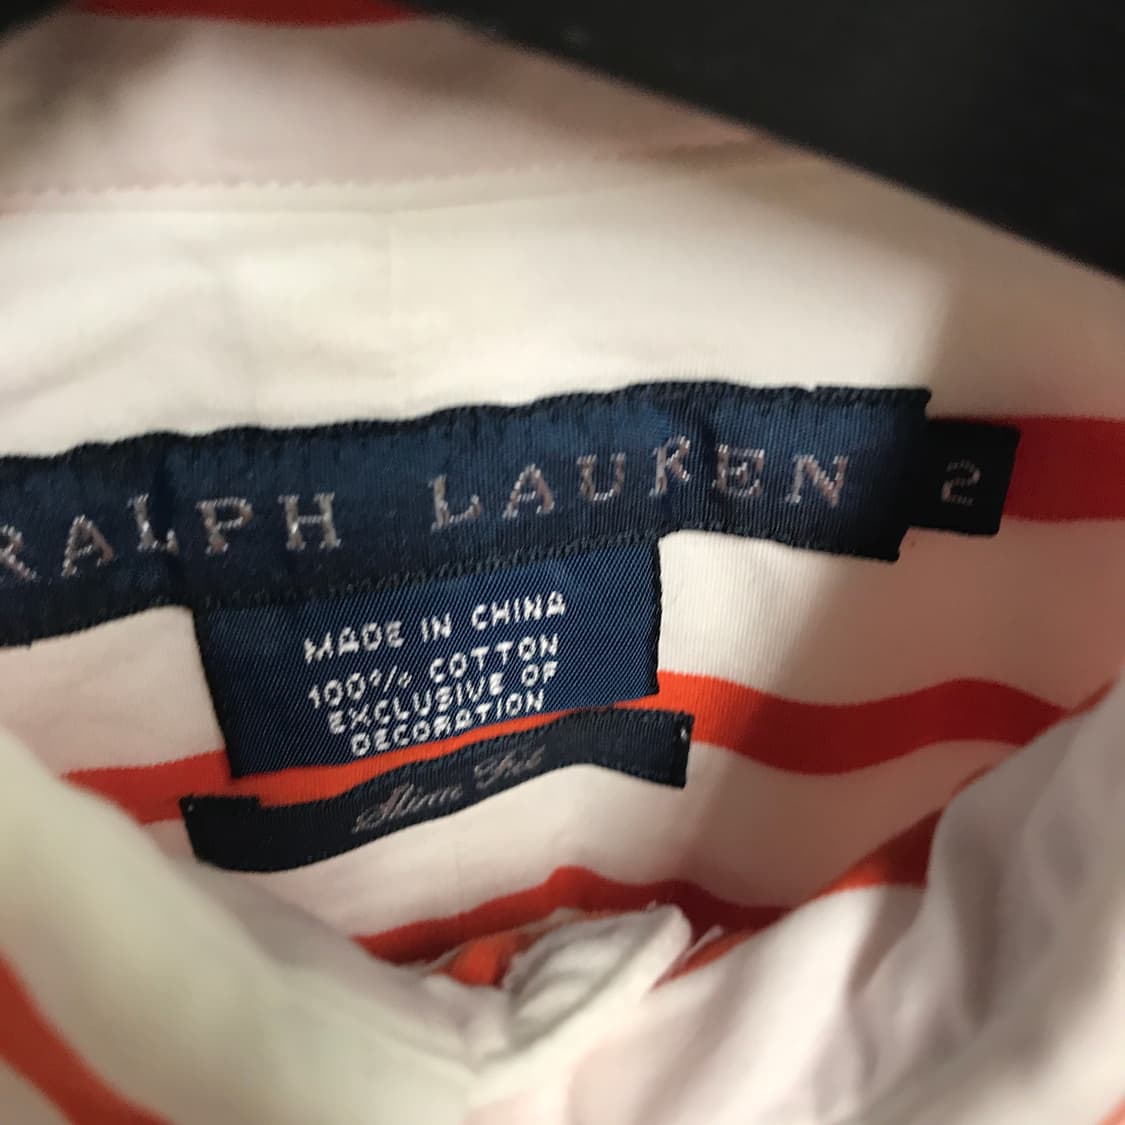 RALPH LAUREN
2
MADE IN CHINA
100% COTTON
EXCLUSIVE OF
DECORATION
Slim Fit